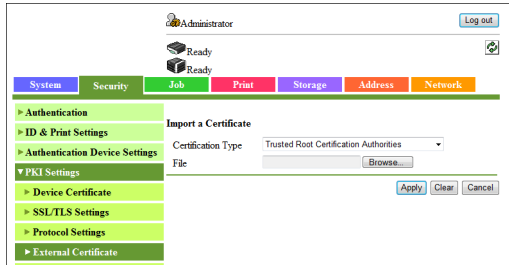 Administrator
Log out
Ready
Ready
System Security Job Print Storage Address Network
Authentication
ID & Print Settings
Authentication Device Settings
PKI Settings
Device Certificate
SSL/TLS Settings
Protocol Settings
External Certificate
Import a Certificate
Certification Type Trusted Root Certification Authorities
File Browse...
Apply Clear Cancel